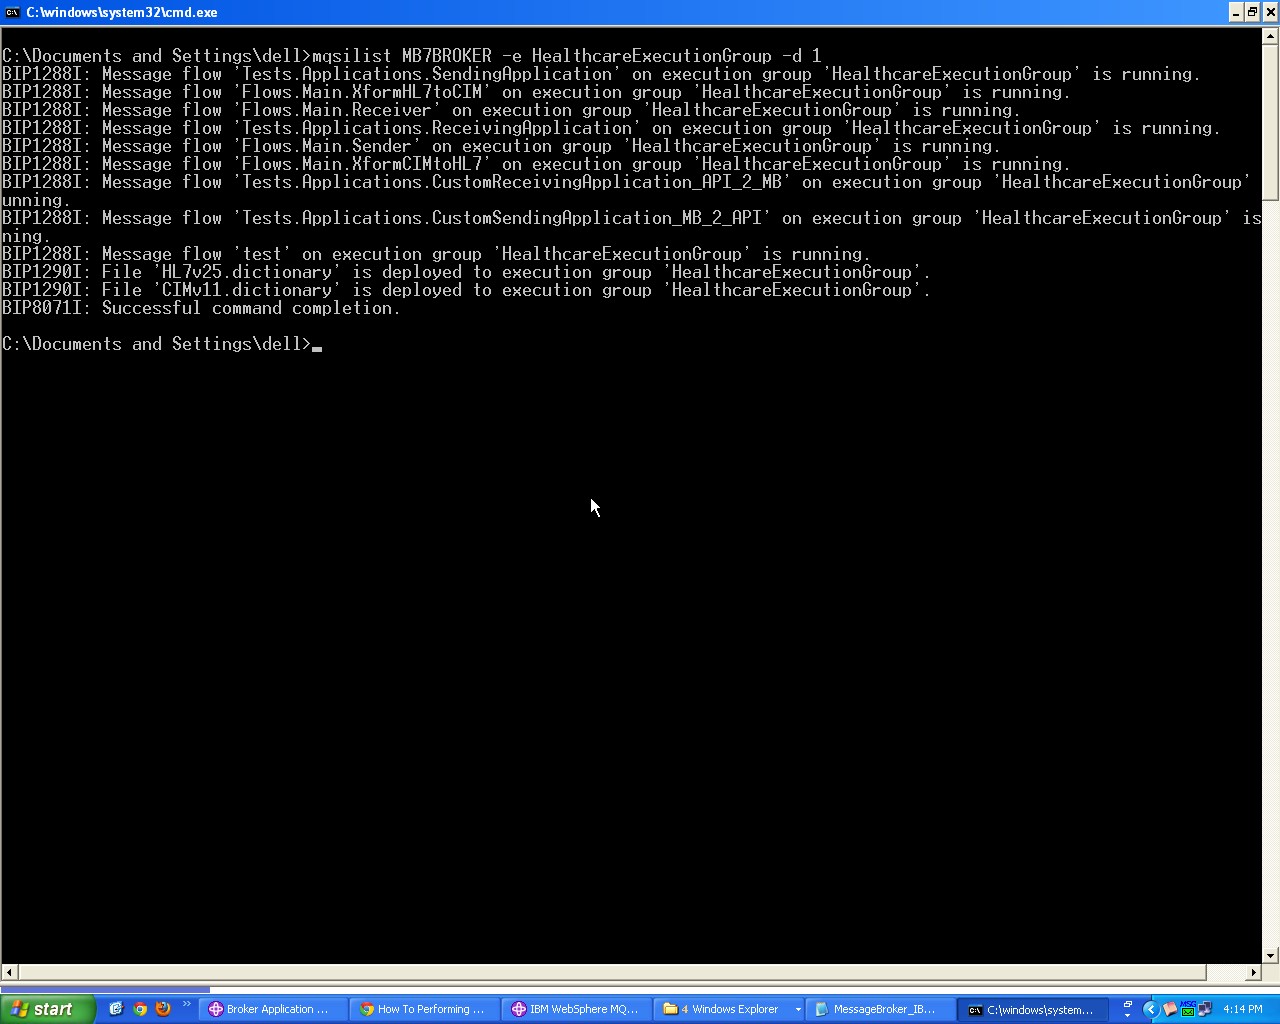 C:\windows\system32\cmd.exe
C:\Documents and Settings\dell>mqsilist MB7BROKER -e HealthcareExecutionGroup -d 1
BIP1288I: Message flow 'Tests.Applications.SendingApplication' on execution group 'HealthcareExecutionGroup' is running.
BIP1288I: Message flow 'Flows.Main.XformHL7toCIM' on execution group 'HealthcareExecutionGroup' is running.
BIP1288I: Message flow 'Flows.Main.Receiver' on execution group 'HealthcareExecutionGroup' is running.
BIP1288I: Message flow 'Tests.Applications.ReceivingApplication' on execution group 'HealthcareExecutionGroup' is running.
BIP1288I: Message flow 'Flows.Main.Sender' on execution group 'HealthcareExecutionGroup' is running.
BIP1288I: Message flow 'Flows.Main.XformCIMtoHL7' on execution group 'HealthcareExecutionGroup' is running.
BIP1288I: Message flow 'Tests.Applications.CustomReceivingApplication_API_2_MB' on execution group 'HealthcareExecutionGroup'
unning.
BIP1288I: Message flow 'Tests.Applications.CustomSendingApplication_MB_2_API' on execution group 'HealthcareExecutionGroup' is
ning.
BIP1288I: Message flow 'test' on execution group 'HealthcareExecutionGroup' is running.
BIP1290I: File 'HL7v25.dictionary' is deployed to execution group 'HealthcareExecutionGroup'.
BIP1290I: File 'CIMv11.dictionary' is deployed to execution group 'HealthcareExecutionGroup'.
BIP8071I: Successful command completion.
C:\Documents and Settings\dell>
start Broker Application ... How To Performing ... IBM WebSphere MQ... 4 Windows Explorer MessageBroker_IB... C:\windows\system... MSG 4:14 PM